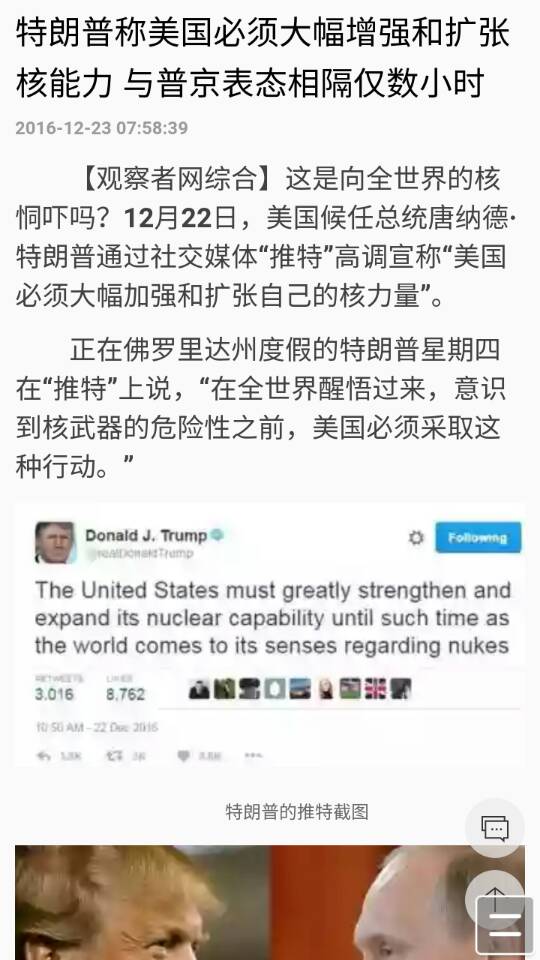 特朗普称美国必须大幅增强和扩张
核能力 与普京表态相隔仅数小时
2016-12-23 07:58:39
【观察者网综合】这是向全世界的核
恫吓吗？12月22日，美国候任总统唐纳德·
特朗普通过社交媒体“推特”高调宣称“美国
必须大幅加强和扩张自己的核力量”。
正在佛罗里达州度假的特朗普星期四
在“推特”上说，“在全世界醒悟过来，意识
到核武器的危险性之前，美国必须采取这
种行动。”
Donald J. Trump
Following
@realDonaldTrump
The United States must greatly strengthen and
expand its nuclear capability until such time as
the world comes to its senses regarding nukes
RETWEETS LIKES
3,016 8,762
10:50 AM - 22 Dec 2016
特朗普的推特截图